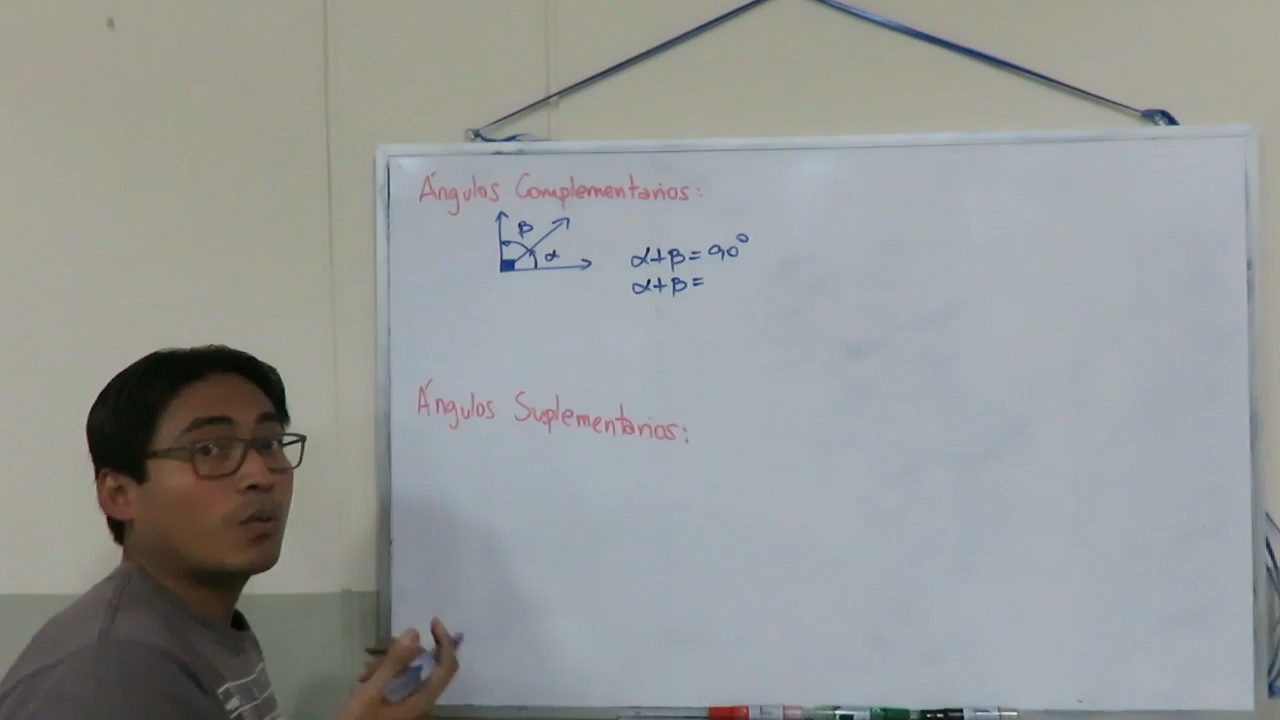 Ángulos Complementarios:
β
α
α+β=90°
α+β=
Ángulos Suplementarios: